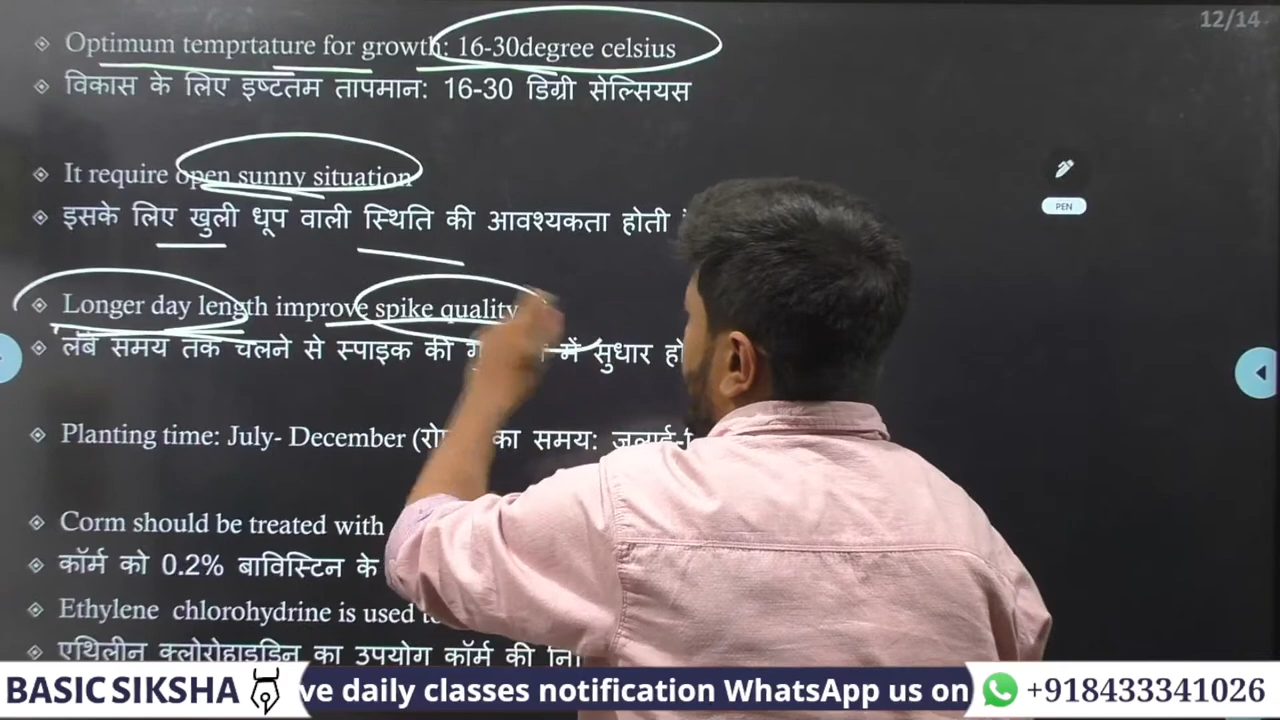 12/14
Optimum temprtature for growth: 16-30degree celsius
विकास के लिए इष्टतम तापमान: 16-30 डिग्री सेल्सियस
It require open sunny situation
इसके लिए खुली धूप वाली स्थिति की आवश्यकता होती
PEN
Longer day length improve spike quality
लंबे समय तक चलने से स्पाइक की में सुधार
Planting time: July- December का समय:
Corm should be treated with
कॉर्म को 0.2% बाविस्टिन के
Ethylene chlorohydrine is used
एथिलीन क्लोरोहाइड्रिन का उपयोग कॉर्म की
BASIC SIKSHA ve daily classes notification WhatsApp us on +918433341026